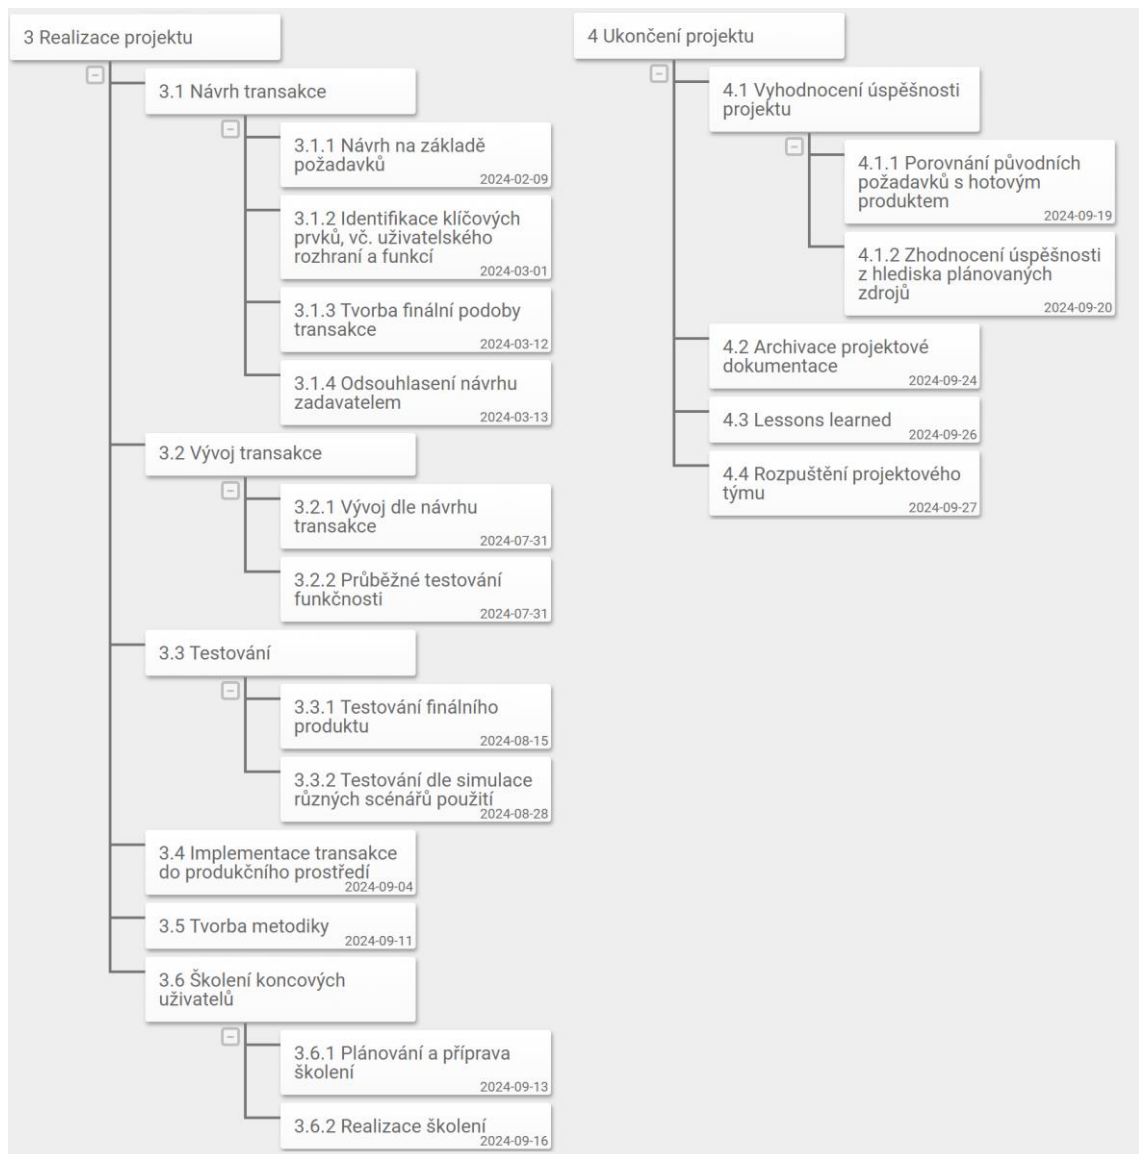 3 Realizace projektu
3.1 Návrh transakce
3.1.1 Návrh na základě
požadavků
2024-02-09
3.1.2 Identifikace klíčových
prvků, vč. uživatelského
rozhraní a funkcí
2024-03-01
3.1.3 Tvorba finální podoby
transakce
2024-03-12
3.1.4 Odsouhlasení návrhu
zadavatelem
2024-03-13
3.2 Vývoj transakce
3.2.1 Vývoj dle návrhu
transakce
2024-07-31
3.2.2 Průběžné testování
funkčnosti
2024-07-31
3.3 Testování
3.3.1 Testování finálního
produktu
2024-08-15
3.3.2 Testování dle simulace
různých scénářů použití
2024-08-28
3.4 Implementace transakce
do produkčního prostředí
2024-09-04
3.5 Tvorba metodiky
2024-09-11
3.6 Školení koncových
uživatelů
3.6.1 Plánování a příprava
školení
2024-09-13
3.6.2 Realizace školení
2024-09-16
4 Ukončení projektu
4.1 Vyhodnocení úspěšnosti
projektu
4.1.1 Porovnání původních
požadavků s hotovým
produktem
2024-09-19
4.1.2 Zhodnocení úspěšnosti
z hlediska plánovaných
zdrojů
2024-09-20
4.2 Archivace projektové
dokumentace
2024-09-24
4.3 Lessons learned
2024-09-26
4.4 Rozpuštění projektového
týmu
2024-09-27